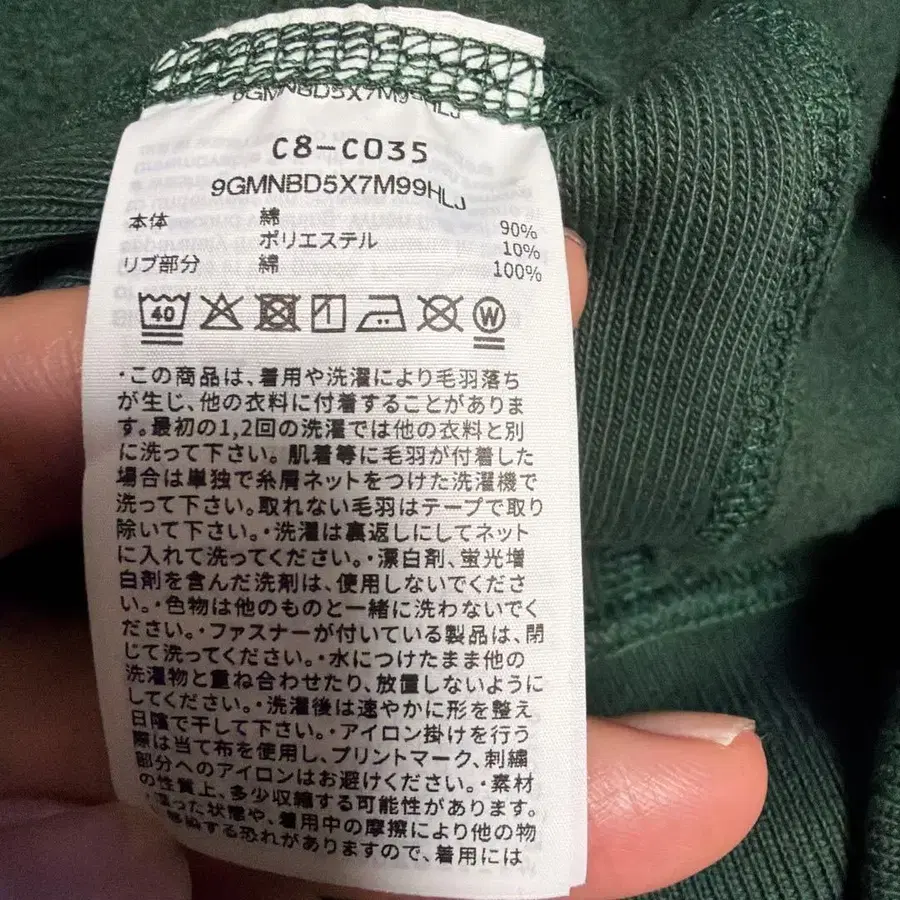 C8-C035
9GMNBD5X7M99HLJ
本体 綿 90%
ポリエステル 10%
リブ部分 綿 100%
40 W
・この商品は、着用や洗濯により毛羽落ち
が生じ、他の衣料に付着することがありま
す。最初の1,2回の洗濯では他の衣料と別
に洗って下さい。肌着等に毛羽が付着した
場合は単独で糸屑ネットをつけた洗濯機で
洗って下さい。取れない毛羽はテープで取り
除いて下さい。・洗濯は裏返しにしてネット
に入れて洗ってください。・漂白剤、蛍光増
白剤を含んだ洗剤は、使用しないでくださ
い。・色物は他のものと一緒に洗わないでく
ださい。・ファスナーが付いている製品は、閉
じて洗ってください。・水につけたまま他の
洗濯物と重ね合わせたり、放置しないように
してください。・洗濯後は速やかに形を整え
日陰で干して下さい。・アイロン掛けを行う
際は当て布を使用し、プリントマーク、刺繍
部分へのアイロンはお避けください。・素材
の性質上、多少収縮する可能性があります。
った状態や、着用中の摩擦により他の物
する恐れがありますので、着用には